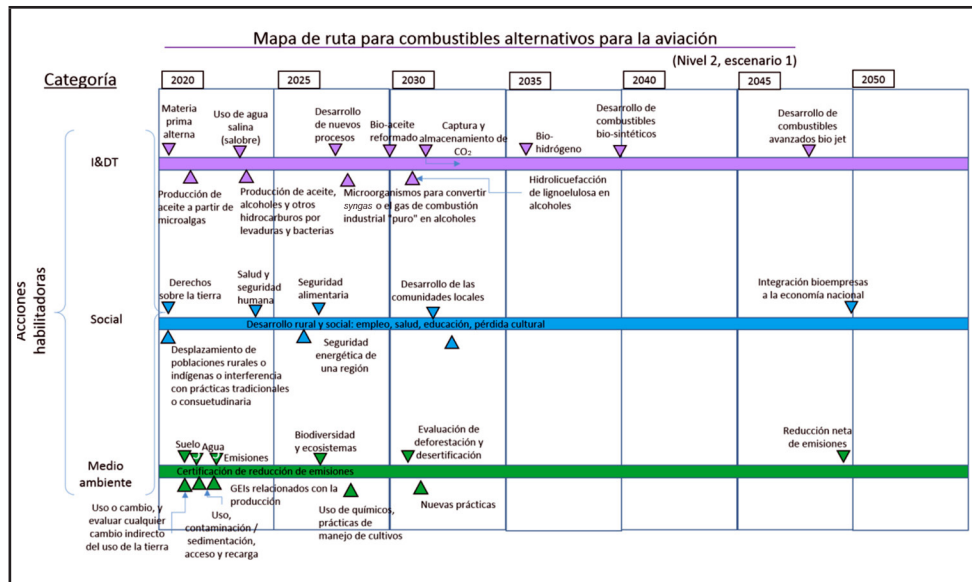 Mapa de ruta para combustibles alternativos para la aviación
(Nivel 2, escenario 1)
Categoría
2020
2025
2030
2035
2040
2045
2050
Acciones
habilitadoras
I&DT
Materia
prima
alterna
Uso de agua
salina
(salobre)
Desarrollo
de nuevos
procesos
Bio-aceite
reformado
Captura y
almacenamiento de
CO₂
Bio-
hidrógeno
Desarrollo de
combustibles
bio-sintéticos
Desarrollo de
combustibles
avanzados bio jet
Producción de
aceite a partir de
microalgas
Producción de aceite,
alcoholes y otros
hidrocarburos por
levaduras y bacterias
Microorganismos para convertir
syngas o el gas de combustión
industrial "puro" en alcoholes
Hidrolicuefacción
de lignoelulosa en
alcoholes
Social
Derechos
sobre la tierra
Salud y
seguridad
humana
Seguridad
alimentaria
Desarrollo de las
comunidades locales
Integración bioempresas
a la economía nacional
Desarrollo rural y social: empleo, salud, educación, pérdida cultural
Desplazamiento de
poblaciones rurales o
indígenas o interferencia
con prácticas tradicionales
o consuetudinaria
Seguridad
energética de
una región
Medio
ambiente
Suelo
Agua
Emisiones
Biodiversidad
y ecosistemas
Evaluación de
deforestación y
desertificación
Reducción neta
de emisiones
Certificación de reducción de emisiones
Uso o cambio, y
evaluar cualquier
cambio indirecto
del uso de la tierra
GEIs relacionados con la
producción
Uso,
contaminación /
sedimentación,
acceso y recarga
Uso de químicos,
prácticas de
manejo de cultivos
Nuevas prácticas